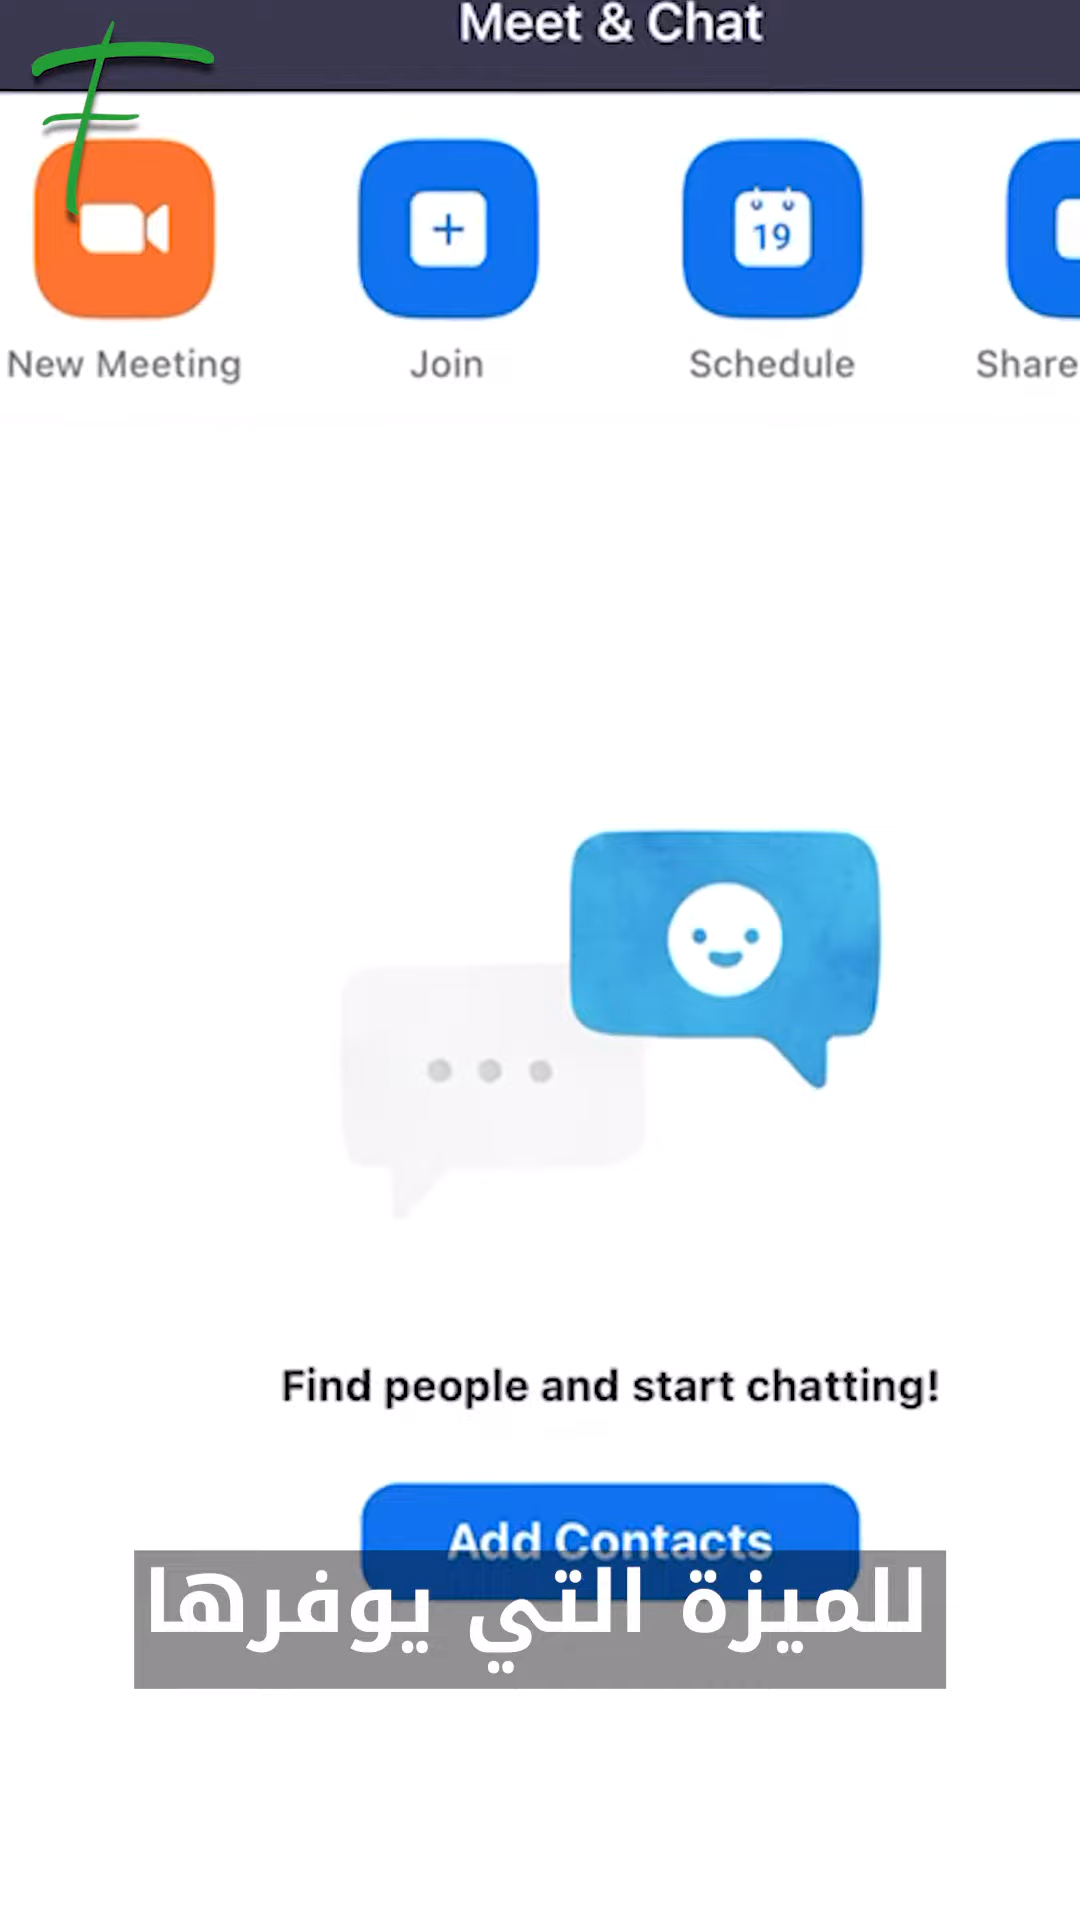 Meet & Chat
19
New Meeting
Join
Schedule
Share
Find people and start chatting!
Add Contacts
للميزة التي يوفرها